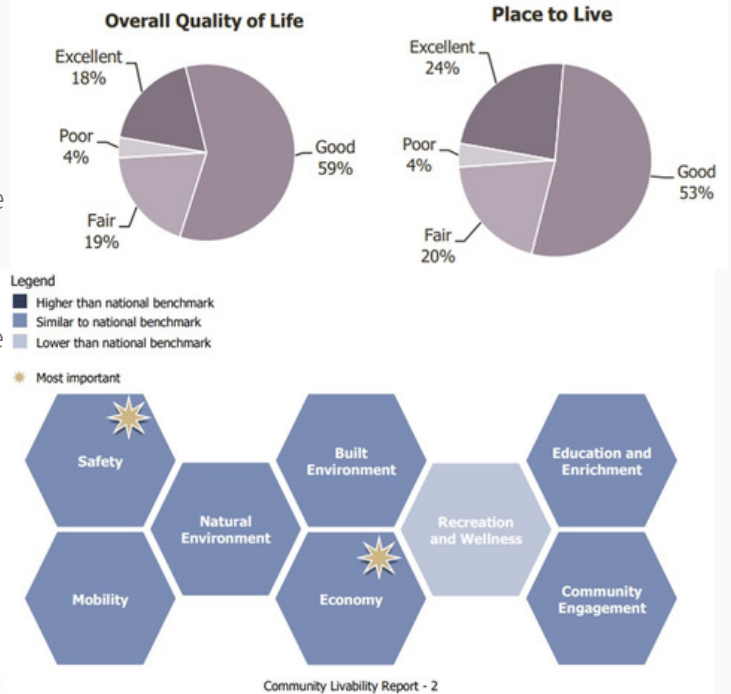 Overall Quality of Life
Excellent
18%
Poor
4%
Fair
19%
Good
59%
Place to Live
Excellent
24%
Poor
4%
Fair
20%
Good
53%
e
Legend
Higher than national benchmark
Similar to national benchmark
e
Lower than national benchmark
Most important
Safety
Built
Environment
Education and
Enrichment
Natural
Environment
Recreation
and Wellness
Mobility
Economy
Community
Engagement
Community Livability Report - 2